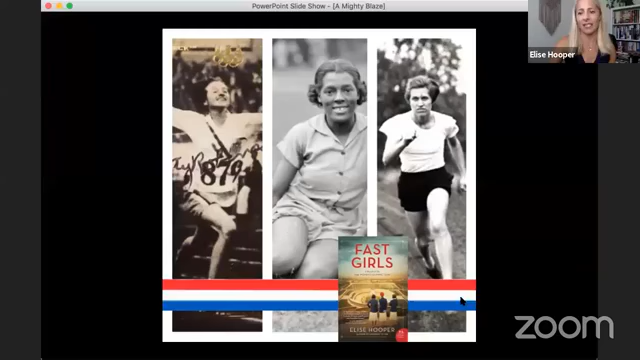 PowerPoint Slide Show - [A Mighty Blaze]
Elise Hooper
879
FAST
GIRLS
ELISE HOOPER
zoom